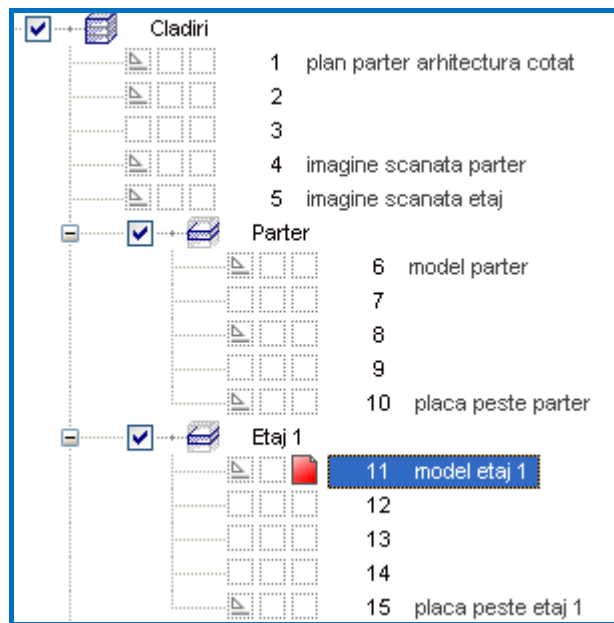 Cladiri
1 plan parter arhitectura cotat
2
3
4 imagine scanata parter
5 imagine scanata etaj
Parter
6 model parter
7
8
9
10 placa peste parter
Etaj 1
11 model etaj 1
12
13
14
15 placa peste etaj 1